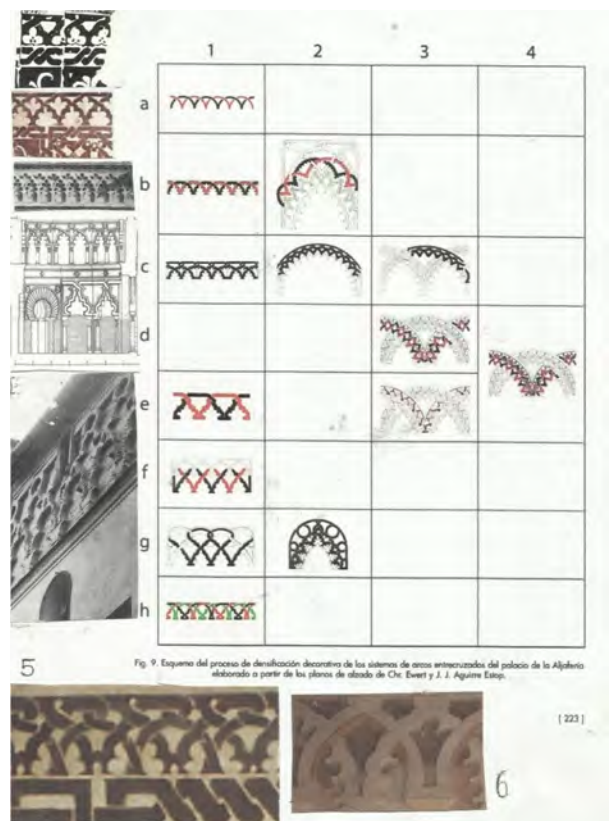 1 2 3 4
a
b
c
d
e
f
g
h
5
Fig. 9. Esquema del proceso de densificación decorativa de los sistemas de arcos entrecruzados del palacio de la Aljafería
elaborado a partir de los planos de alzado de Chr. Ewert y J. J. Aguirre Estop.
[ 223 ]
6